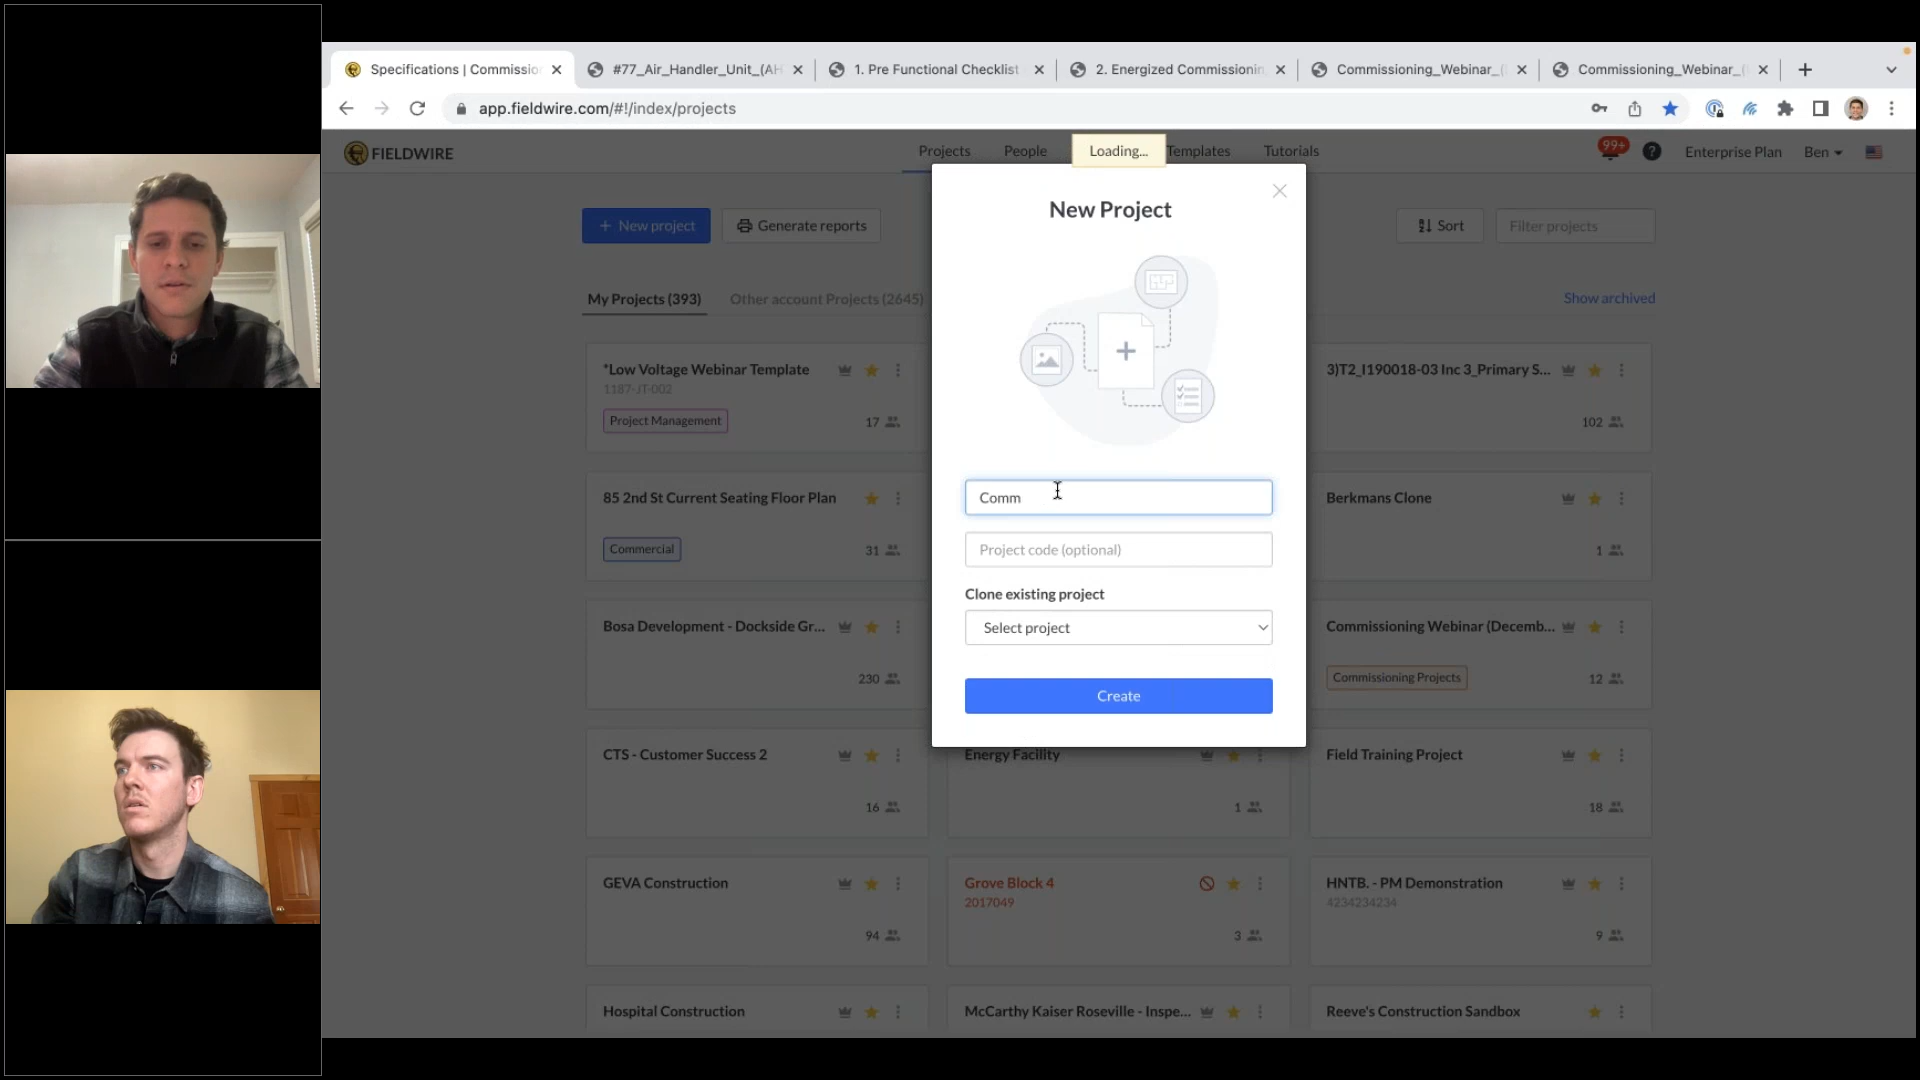 Specifications | Commissio
#77_Air_Handler_Unit_(AH
1. Pre Functional Checklist
2. Energized Commissionin
Commissioning_Webinar_(
Commissioning_Webinar_(
app.fieldwire.com/#!/index/projects
FIELDWIRE
Projects
People
Loading...
Templates
Tutorials
99+
Enterprise Plan
Ben
New Project
+ New project
Generate reports
Sort
Filter projects
My Projects (393)
Other account Projects (2645)
Show archived
*Low Voltage Webinar Template
1187-JT-002
Project Management
17
3)T2_I190018-03 Inc 3_Primary S...
102
Comm
Project code (optional)
Clone existing project
Select project
Create
85 2nd St Current Seating Floor Plan
Commercial
31
Berkmans Clone
1
Bosa Development - Dockside Gr...
230
Commissioning Webinar (Decemb...
Commissioning Projects
12
CTS - Customer Success 2
16
Energy Facility
1
Field Training Project
18
GEVA Construction
94
Grove Block 4
2017049
3
HNTB. - PM Demonstration
4234234234
9
Hospital Construction
McCarthy Kaiser Roseville - Inspe...
Reeve's Construction Sandbox